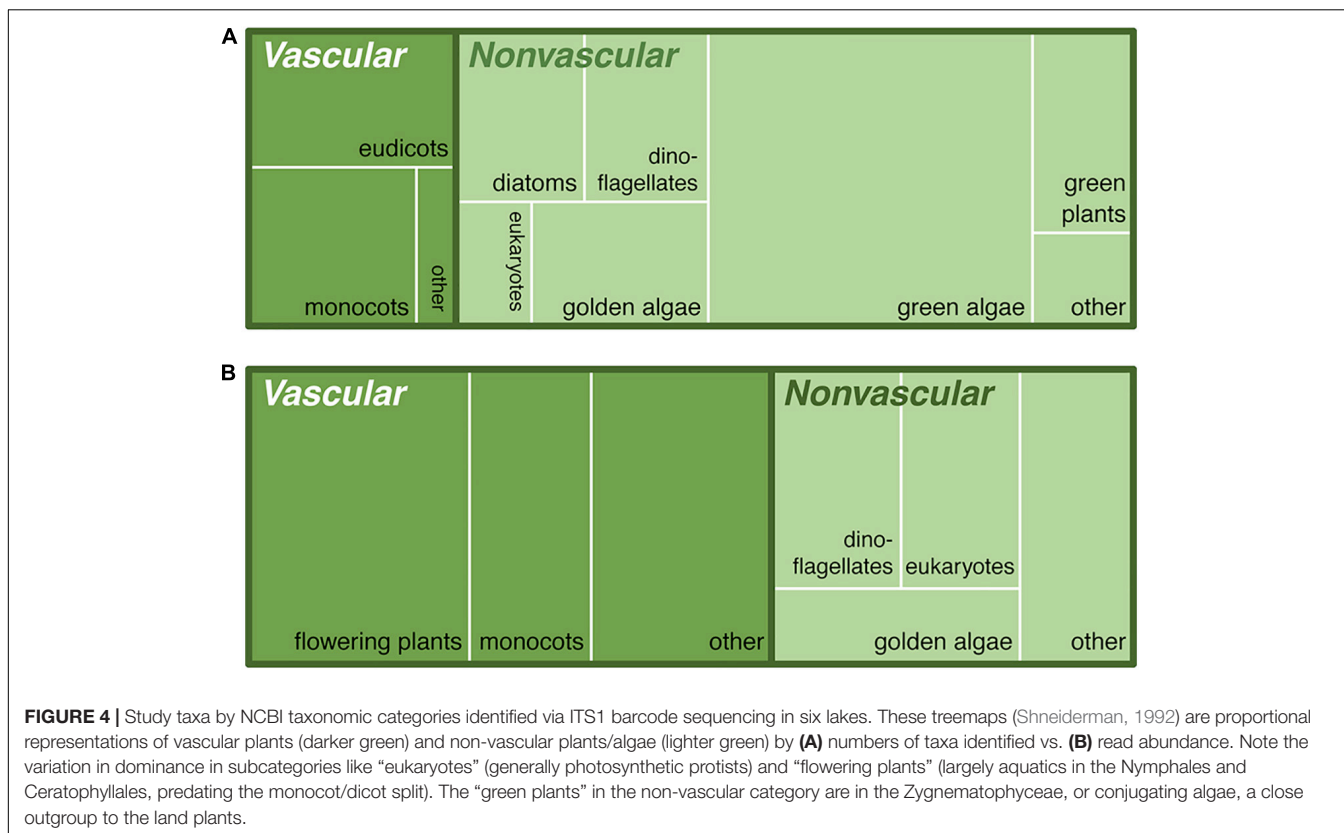 A
Vascular
Nonvascular
eudicots
monocots
other
diatoms
dino-
flagellates
eukaryotes
golden algae
green algae
green
plants
other
B
Vascular
Nonvascular
flowering plants
monocots
other
dino-
flagellates
eukaryotes
golden algae
other
FIGURE 4 | Study taxa by NCBI taxonomic categories identified via ITS1 barcode sequencing in six lakes. These treemaps (Shneiderman, 1992) are proportional
representations of vascular plants (darker green) and non-vascular plants/algae (lighter green) by (A) numbers of taxa identified vs. (B) read abundance. Note the
variation in dominance in subcategories like “eukaryotes” (generally photosynthetic protists) and “flowering plants” (largely aquatics in the Nymphales and
Ceratophyllales, predating the monocot/dicot split). The “green plants” in the non-vascular category are in the Zygnematophyceae, or conjugating algae, a close
outgroup to the land plants.